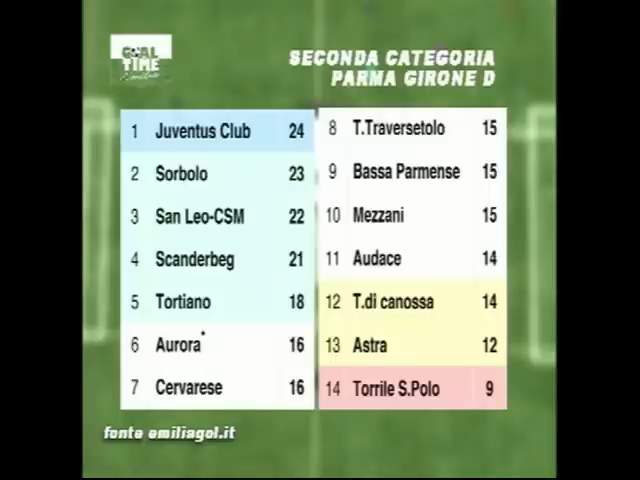 GOAL
TIME
SECONDA CATEGORIA
PARMA GIRONE D
1 Juventus Club 24
2 Sorbolo 23
3 San Leo-CSM 22
4 Scanderbeg 21
5 Tortiano 18
6 Aurora* 16
7 Cervarese 16
8 T.Traversetolo 15
9 Bassa Parmense 15
10 Mezzani 15
11 Audace 14
12 T.di canossa 14
13 Astra 12
14 Torrile S.Polo 9
fonte emiliagol.it